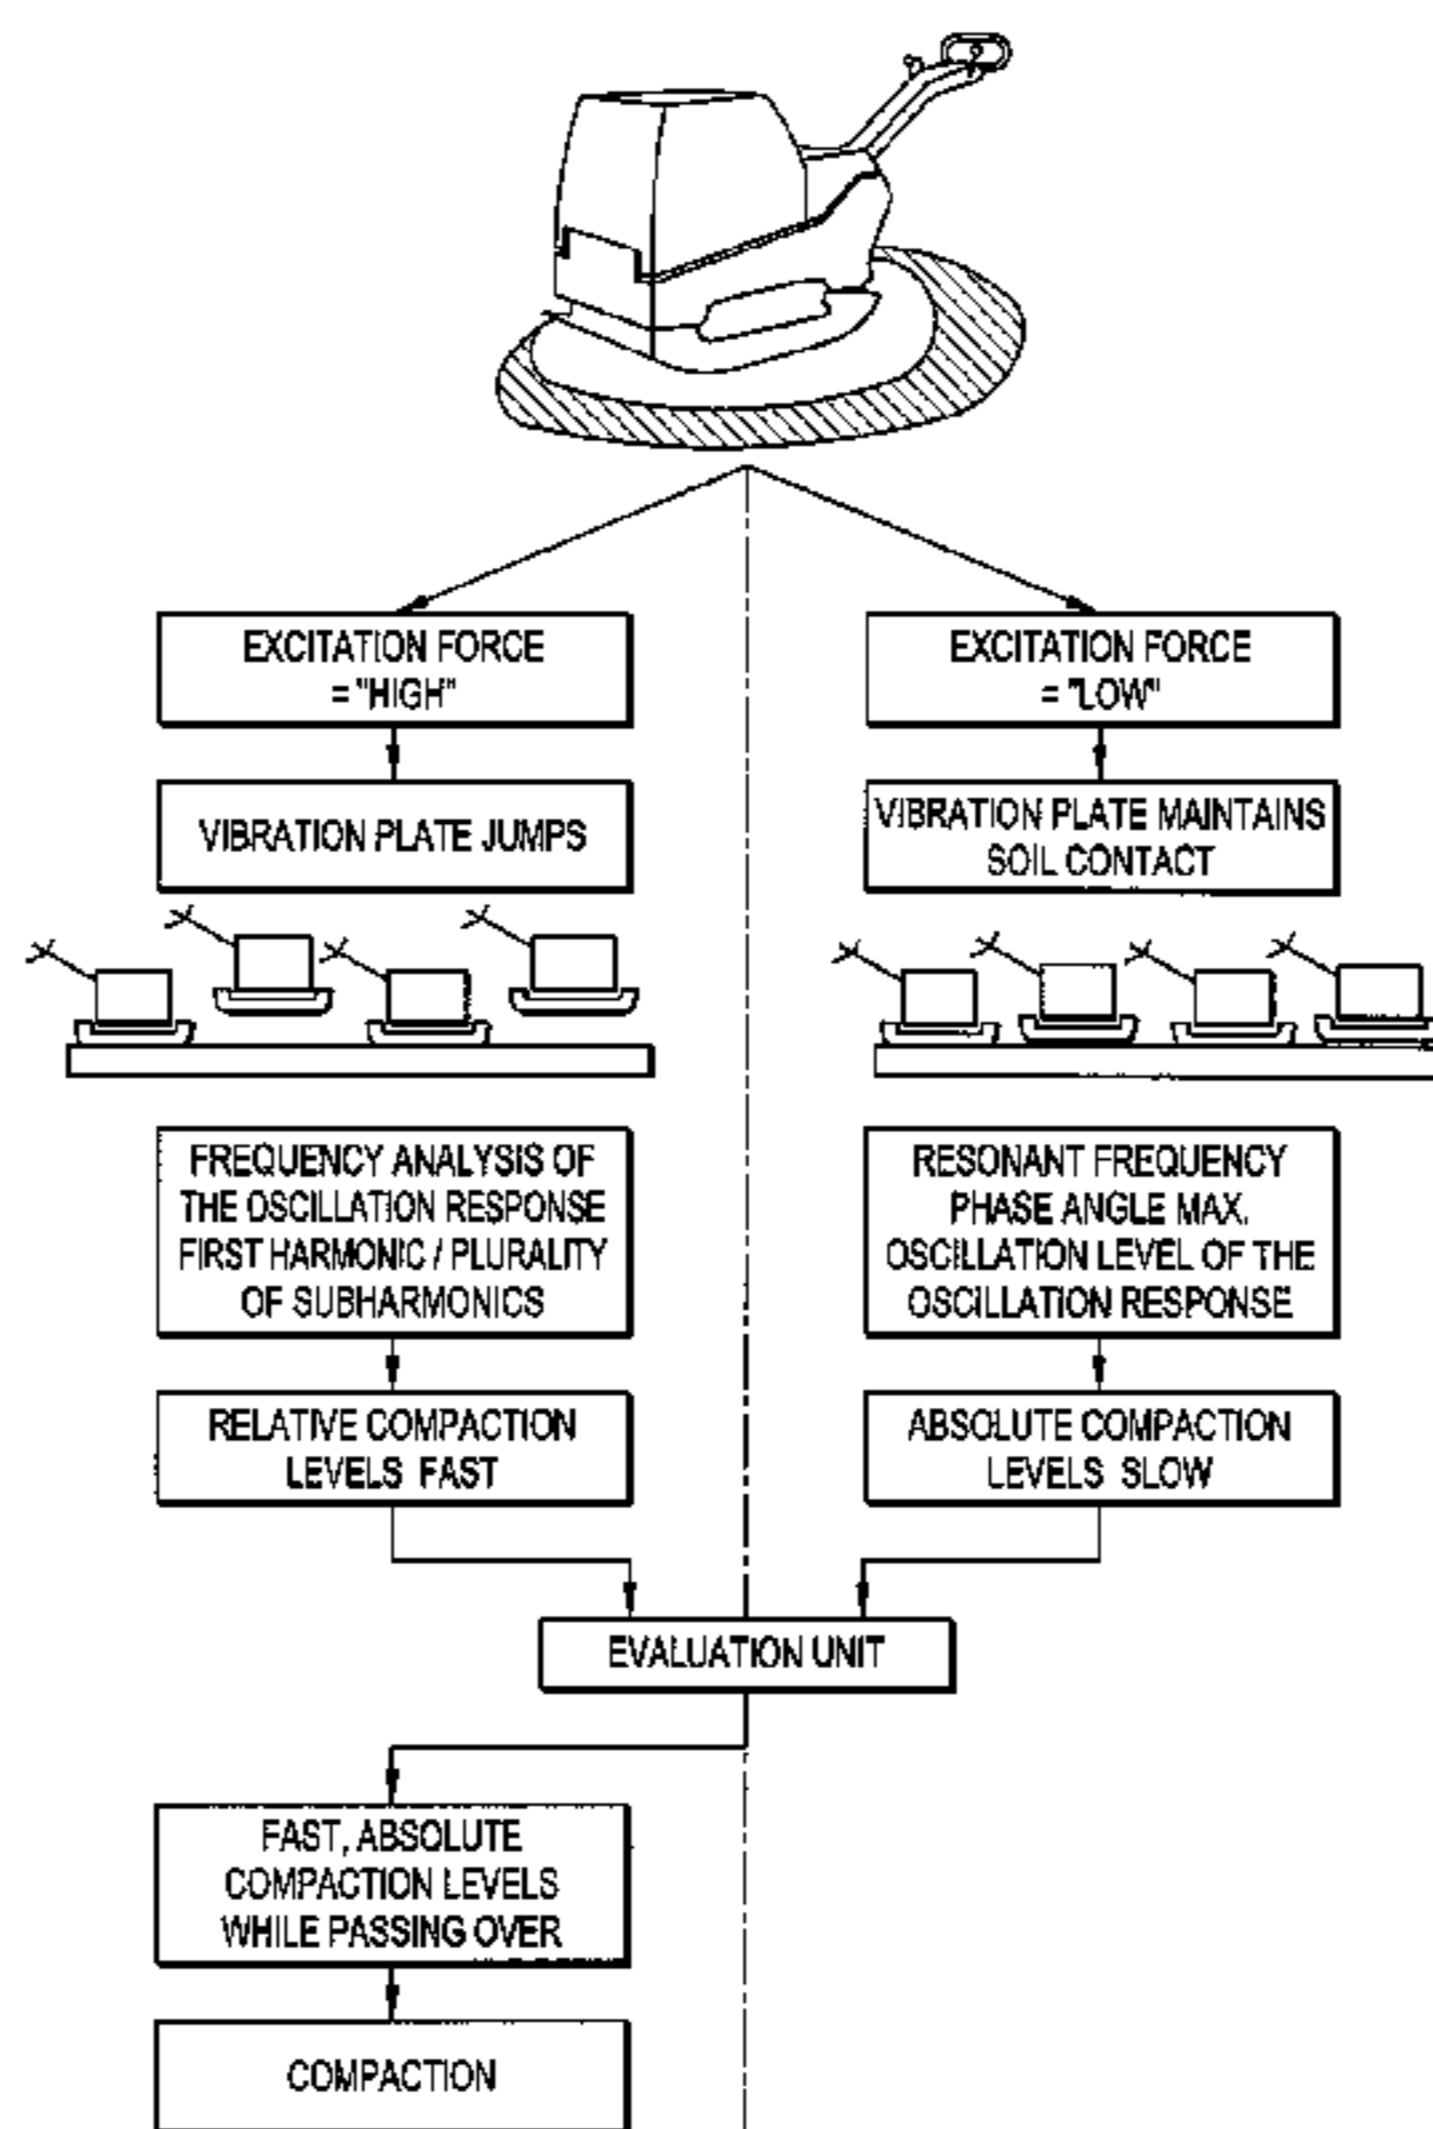 EXCITATION FORCE
= "HIGH"
VIBRATION PLATE JUMPS
FREQUENCY ANALYSIS OF
THE OSCILLATION RESPONSE
FIRST HARMONIC / PLURALITY
OF SUBHARMONICS
RELATIVE COMPACTION
LEVELS FAST
EXCITATION FORCE
= "LOW"
VIBRATION PLATE MAINTAINS
SOIL CONTACT
RESONANT FREQUENCY
PHASE ANGLE MAX.
OSCILLATION LEVEL OF THE
OSCILLATION RESPONSE
ABSOLUTE COMPACTION
LEVELS SLOW
EVALUATION UNIT
FAST, ABSOLUTE
COMPACTION LEVELS
WHILE PASSING OVER
COMPACTION